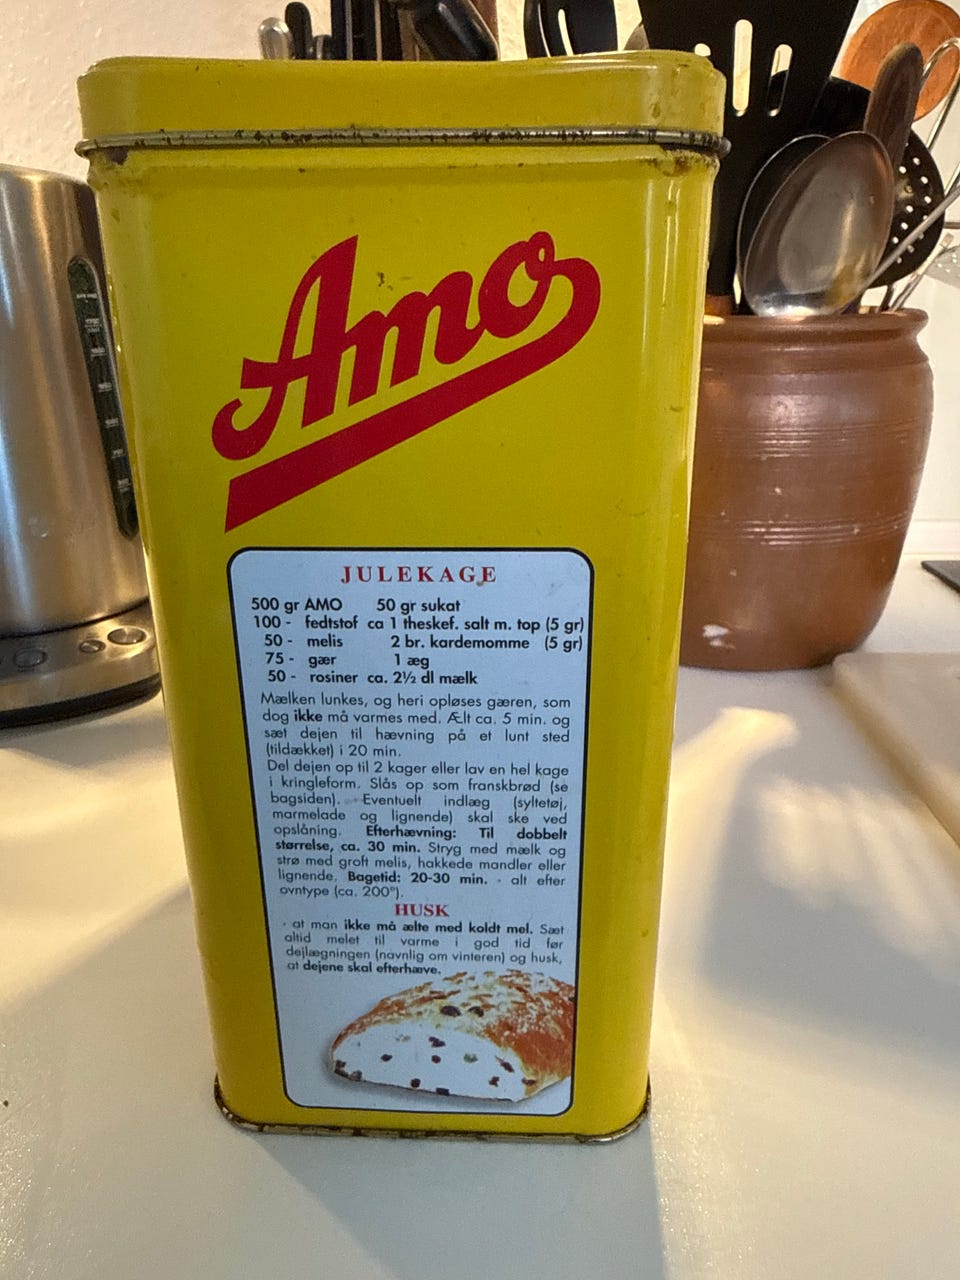 Amo
JULEKAGE
500 gr AMO 50 gr sukat
100 - fedtstof ca 1 theskef. salt m. top (5 gr)
50 - melis 2 br. kardemomme (5 gr)
75 - gær 1 æg
50 - rosiner ca. 2½ dl mælk
Mælken lunkes, og heri opløses gæren, som
dog ikke må varmes med. Ælt ca. 5 min. og
sæt dejen til hævning på et lunt sted
(tildækket) i 20 min.
Del dejen op til 2 kager eller lav en hel kage
i kringleform. Slås op som franskbrød (se
bagsiden). Eventuelt indlæg (syltetøj,
marmelade og lignende) skal ske ved
opslåning. Efterhævning: Til dobbelt
størrelse, ca. 30 min. Stryg med mælk og
strø med groft melis, hakkede mandler eller
lignende. Bagetid: 20-30 min. - alt efter
ovntype (ca. 200°).
HUSK
- at man ikke må ælte med koldt mel. Sæt
altid melet til varme i god tid før
dejlægningen (navnlig om vinteren) og husk,
at dejene skal efterhæve.